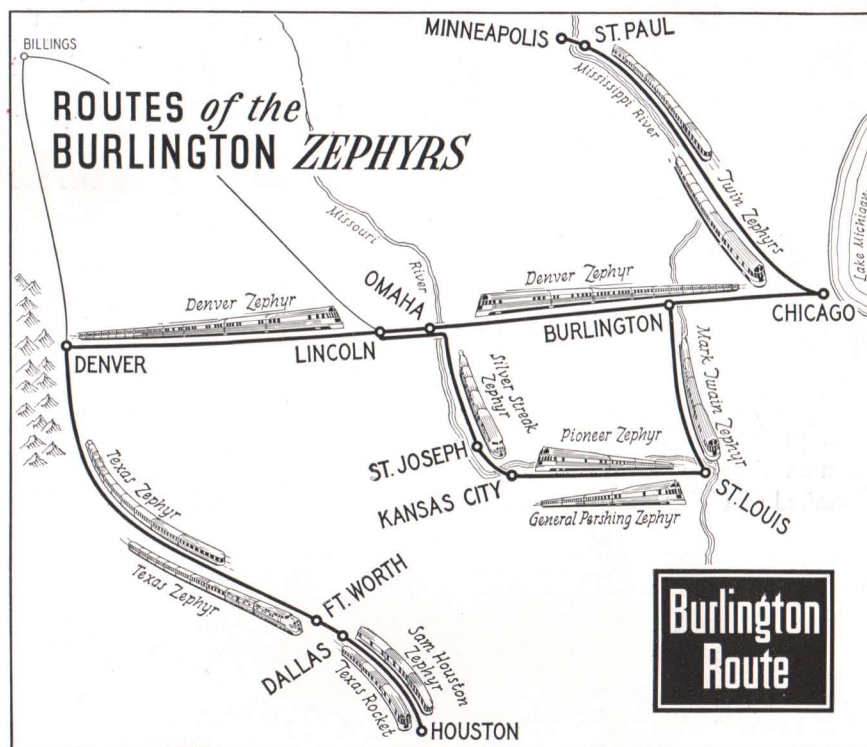 MINNEAPOLIS
ST. PAUL
BILLINGS
ROUTES of the
BURLINGTON ZEPHYRS
Mississippi River
Twin Zephyrs
Lake Michigan
Missouri
River
OMAHA
Denver Zephyr
Denver Zephyr
CHICAGO
BURLINGTON
LINCOLN
DENVER
Silver Streak
Zephyr
Mark Twain Zephyr
Pioneer Zephyr
ST. JOSEPH
KANSAS CITY
ST. LOUIS
General Pershing Zephyr
Texas Zephyr
Texas Zephyr
FT. WORTH
DALLAS
Sam Houston
Zephyr
Texas Rocket
HOUSTON
Burlington
Route